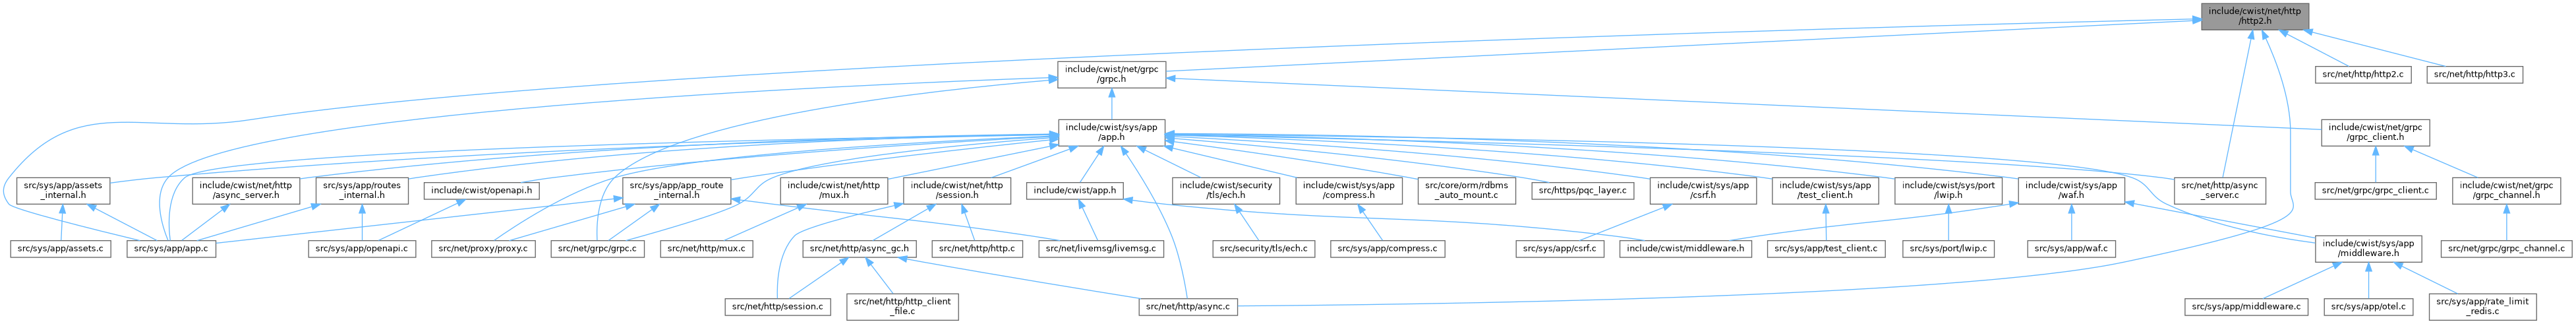 include/cwist/net/http
/http2.h
include/cwist/net/grpc
/grpc.h
src/net/http/http2.c
src/net/http/http3.c
include/cwist/sys/app
/app.h
include/cwist/net/grpc
/grpc_client.h
src/sys/app/assets
_internal.h
include/cwist/net/http
/async_server.h
src/sys/app/routes
_internal.h
include/cwist/openapi.h
src/sys/app/app_route
_internal.h
include/cwist/net/http
/mux.h
include/cwist/net/http
/session.h
include/cwist/app.h
include/cwist/security
/tls/ech.h
include/cwist/sys/app
/compress.h
src/core/orm/rdbms
_auto_mount.c
src/https/pqc_layer.c
include/cwist/sys/app
/csrf.h
include/cwist/sys/app
/test_client.h
include/cwist/sys/port
/lwip.h
include/cwist/sys/app
/waf.h
src/net/http/async
_server.c
src/net/grpc/grpc_client.c
include/cwist/net/grpc
/grpc_channel.h
src/sys/app/assets.c
src/sys/app/app.c
src/sys/app/openapi.c
src/net/proxy/proxy.c
src/net/grpc/grpc.c
src/net/http/mux.c
src/net/http/async_gc.h
src/net/http/http.c
src/net/livemsg/livemsg.c
src/security/tls/ech.c
src/sys/app/compress.c
src/sys/app/csrf.c
include/cwist/middleware.h
src/sys/app/test_client.c
src/sys/port/lwip.c
src/sys/app/waf.c
include/cwist/sys/app
/middleware.h
src/net/grpc/grpc_channel.c
src/net/http/session.c
src/net/http/http_client
_file.c
src/net/http/async.c
src/sys/app/middleware.c
src/sys/app/otel.c
src/sys/app/rate_limit
_redis.c